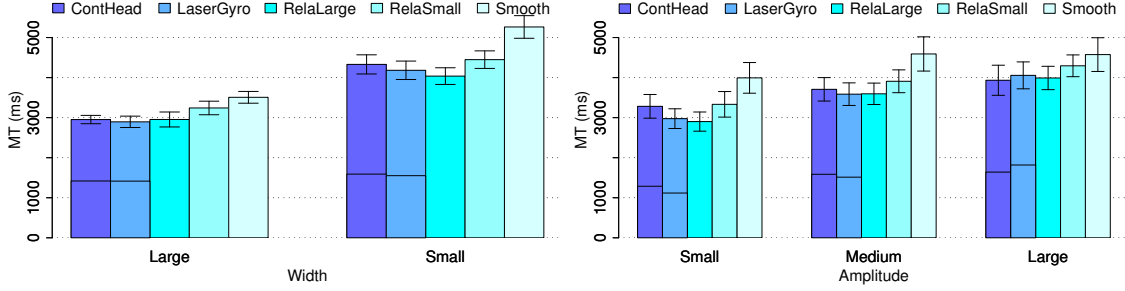 ContHead LaserGyro RelaLarge RelaSmall Smooth
MT (ms)
5000
3000
1000
0
Large Small
Width
ContHead LaserGyro RelaLarge RelaSmall Smooth
MT (ms)
5000
3000
1000
0
Small Medium Large
Amplitude